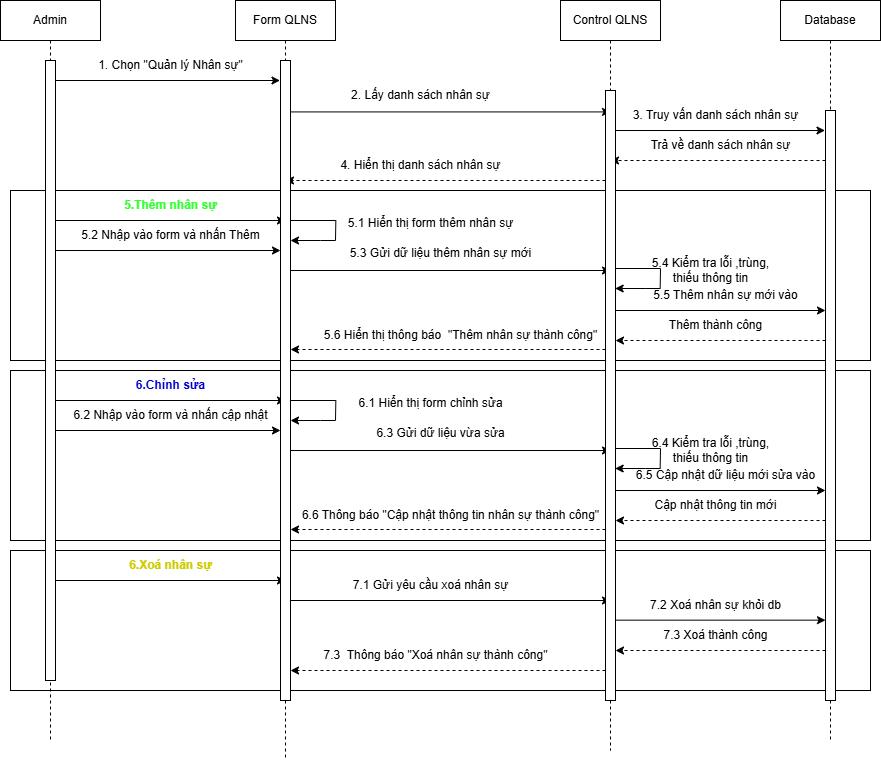 Admin
Form QLNS
Control QLNS
Database
1. Chọn "Quản lý Nhân sự"
2. Lấy danh sách nhân sự
3. Truy vấn danh sách nhân sự
Trả về danh sách nhân sự
4. Hiển thị danh sách nhân sự
5.Thêm nhân sự
5.1 Hiển thị form thêm nhân sự
5.2 Nhập vào form và nhấn Thêm
5.3 Gửi dữ liệu thêm nhân sự mới
5.4 Kiểm tra lỗi ,trùng,
thiếu thông tin
5.5 Thêm nhân sự mới vào
Thêm thành công
5.6 Hiển thị thông báo  "Thêm nhân sự thành công"
6.Chỉnh sửa
6.1 Hiển thị form chỉnh sửa
6.2 Nhập vào form và nhấn cập nhật
6.3 Gửi dữ liệu vừa sửa
6.4 Kiểm tra lỗi ,trùng,
thiếu thông tin
6.5 Cập nhật dữ liệu mới sửa vào
Cập nhật thông tin mới
6.6 Thông báo "Cập nhật thông tin nhân sự thành công"
6.Xoá nhân sự
7.1 Gửi yêu cầu xoá nhân sự
7.2 Xoá nhân sự khỏi db
7.3 Xoá thành công
7.3  Thông báo "Xoá nhân sự thành công"